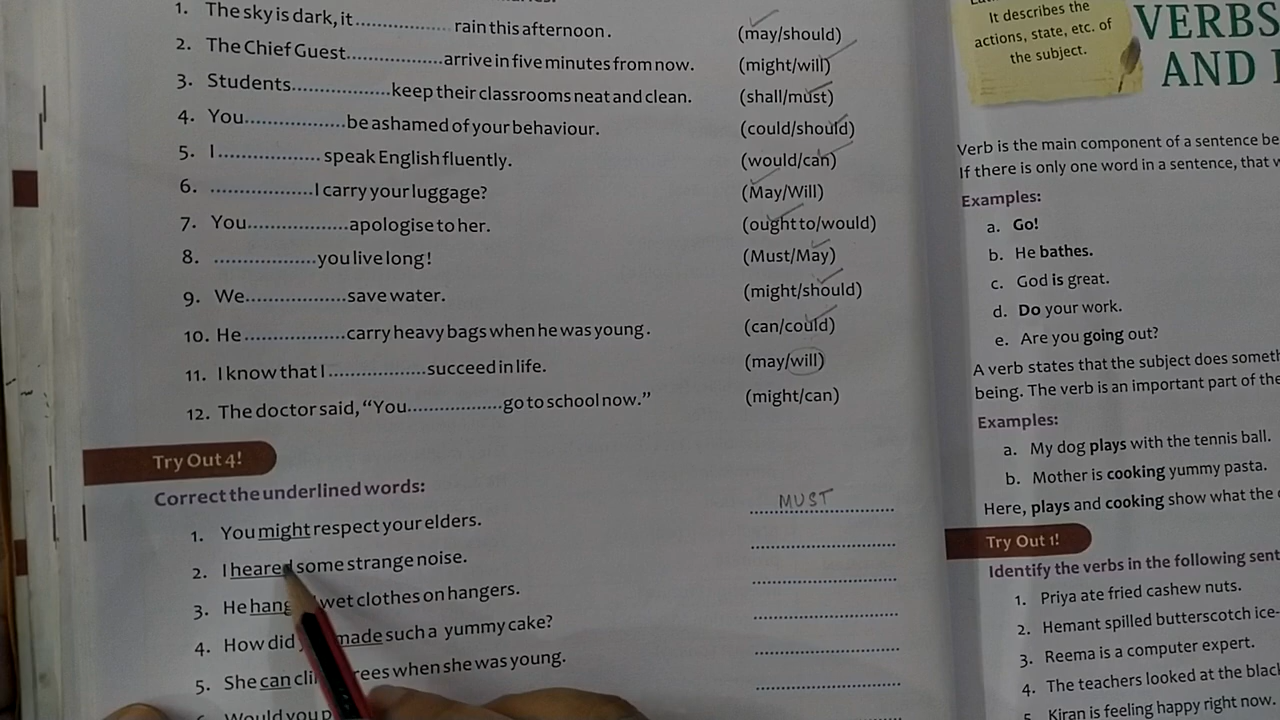 1. The sky is dark, it.................... rain this afternoon. (may/should)
2. The Chief Guest....................arrive in five minutes from now. (might/will)
3. Students....................keep their classrooms neat and clean. (shall/must)
4. You....................be ashamed of your behaviour. (could/should)
5. I.................... speak English fluently. (would/can)
6. ....................I carry your luggage? (May/Will)
7. You....................apologise to her. (ought to/would)
8. ....................you live long! (Must/May)
9. We....................save water. (might/should)
10. He....................carry heavy bags when he was young. (can/could)
11. I know that I....................succeed in life. (may/will)
12. The doctor said, “You....................go to school now.” (might/can)
Try Out 4!
Correct the underlined words:
1. You might respect your elders. MUST
2. I heared some strange noise.
3. He hang wet clothes on hangers.
4. How did made such a yummy cake?
5. She can when she was young.
Would you
It describes the
actions, state, etc. of
the subject.
VERBS
AND
Verb is the main component of a sentence
If there is only one word in a sentence, that
Examples:
a. Go!
b. He bathes.
c. God is great.
d. Do your work.
e. Are you going out?
A verb states that the subject does
being. The verb is an important part of the
Examples:
a. My dog plays with the tennis ball.
b. Mother is cooking yummy pasta.
Here, plays and cooking show what the
Try Out 1!
Identify the verbs in the following
1. Priya ate fried cashew nuts.
2. Hemant spilled butterscotch
3. Reema is a computer expert.
4. The teachers looked at the
5. Kiran is feeling happy right now.